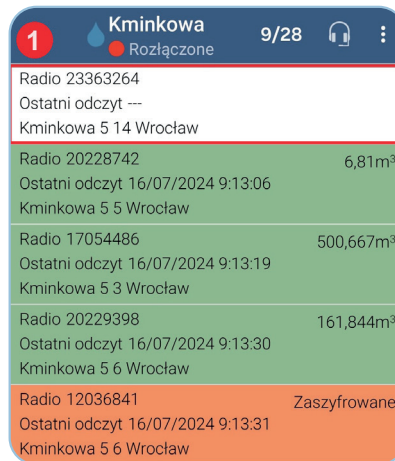 1
Kminkowa
9/28
Rozłączone
Radio 23363264
Ostatni odczyt ---
Kminkowa 5 14 Wrocław
Radio 20228742
6,81m³
Ostatni odczyt 16/07/2024 9:13:06
Kminkowa 5 5 Wrocław
Radio 17054486
500,667m³
Ostatni odczyt 16/07/2024 9:13:19
Kminkowa 5 3 Wrocław
Radio 20229398
161,844m³
Ostatni odczyt 16/07/2024 9:13:30
Kminkowa 5 6 Wrocław
Radio 12036841
Zaszyfrowane
Ostatni odczyt 16/07/2024 9:13:31
Kminkowa 5 6 Wrocław